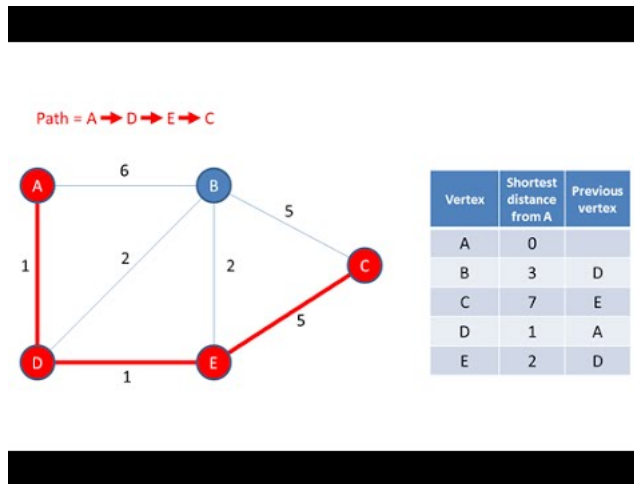 Path = A → D → E → C
A
6
B
5
1
2
2
C
5
D
1
E
Vertex Shortest distance from A Previous vertex
A 0
B 3 D
C 7 E
D 1 A
E 2 D